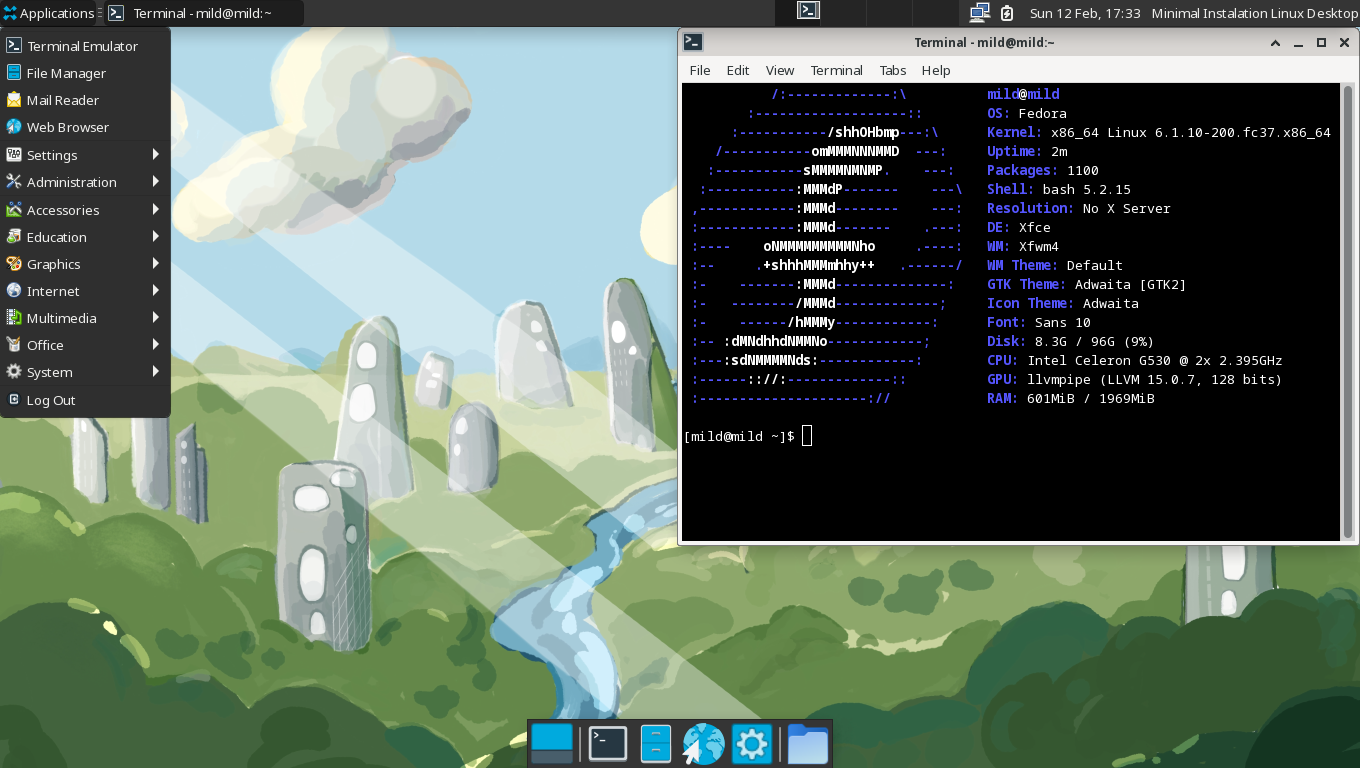 Applications
Terminal - mild@mild: ~
Sun 12 Feb, 17:33
Minimal Instalation Linux Desktop
Terminal Emulator
File Manager
Mail Reader
Web Browser
Settings
Administration
Accessories
Education
Graphics
Internet
Multimedia
Office
System
Log Out
Terminal - mild@mild:~
File Edit View Terminal Tabs Help
/:-------------:\ mild@mild
:-------------------:: OS: Fedora
:-----------/shhOHbmp---:\ Kernel: x86_64 Linux 6.1.10-200.fc37.x86_64
/-----------omMMMNNNMMD  ---: Uptime: 2m
:-----------sMMMMNMNMP.    ---: Packages: 1100
:-----------:MMMdP-------    ---\ Shell: bash 5.2.15
,------------:MMMd--------    ---: Resolution: No X Server
:------------:MMMd-------    .---: DE: Xfce
:----    oNMMMMMMMMMNho     .----: WM: Xfwm4
:--     .+shhhMMMmhhy++   .------/ WM Theme: Default
:-    -------:MMMd--------------: GTK Theme: Adwaita [GTK2]
:-   --------/MMMd-------------; Icon Theme: Adwaita
:-    ------/hMMMy------------: Font: Sans 10
:-- :dMNdhhdNMMNo------------; Disk: 8.3G / 96G (9%)
:---:sdNMMMMNds:------------: CPU: Intel Celeron G530 @ 2x 2.395GHz
:------:://:-------------:: GPU: llvmpipe (LLVM 15.0.7, 128 bits)
:---------------------:// RAM: 601MiB / 1969MiB
[mild@mild ~]$